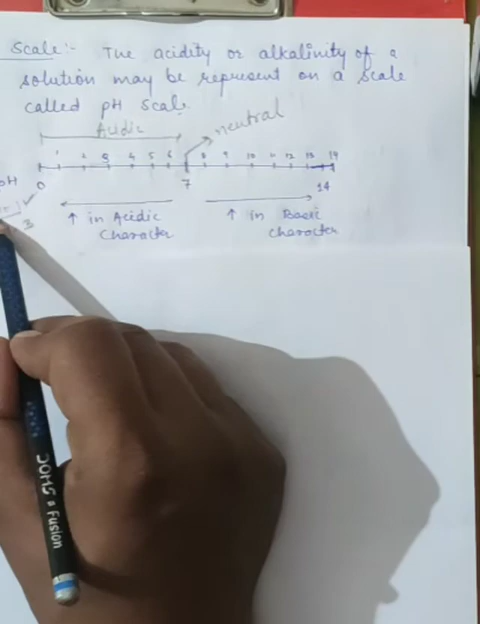 Scale:- The acidity or alkalinity of a
solution may be represent on a scale
called pH scale
Acidic
neutral
1 2 3 4 5 6 8 9 10 11 12 13 14
pH 0 7 14
3
↑ in Acidic ↑ in Basic
Character character
DOMS Fusion